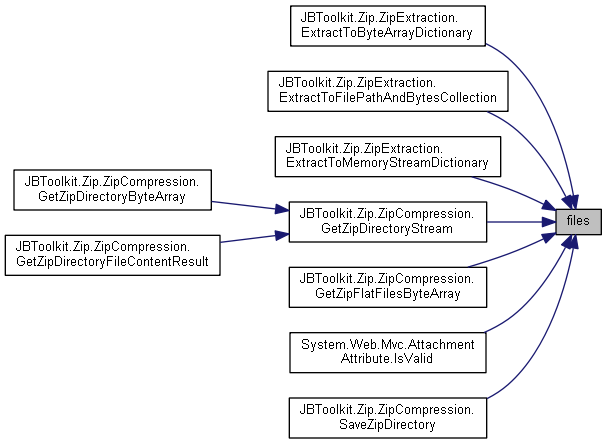 JBToolkit.Zip.ZipExtraction.
ExtractToByteArrayDictionary
JBToolkit.Zip.ZipExtraction.
ExtractToFilePathAndBytesCollection
JBToolkit.Zip.ZipExtraction.
ExtractToMemoryStreamDictionary
JBToolkit.Zip.ZipCompression.
GetZipDirectoryByteArray
JBToolkit.Zip.ZipCompression.
GetZipDirectoryFileContentResult
JBToolkit.Zip.ZipCompression.
GetZipDirectoryStream
files
JBToolkit.Zip.ZipCompression.
GetZipFlatFilesByteArray
System.Web.Mvc.Attachment
Attribute.IsValid
JBToolkit.Zip.ZipCompression.
SaveZipDirectory